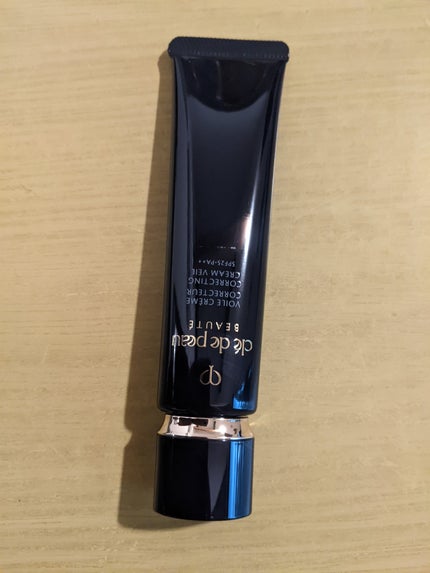 clé de peau
BEAUTÉ
VOILE CRÈME
CORRECTEUR
CORRECTING
CREAM VEIL
SPF25･PA++